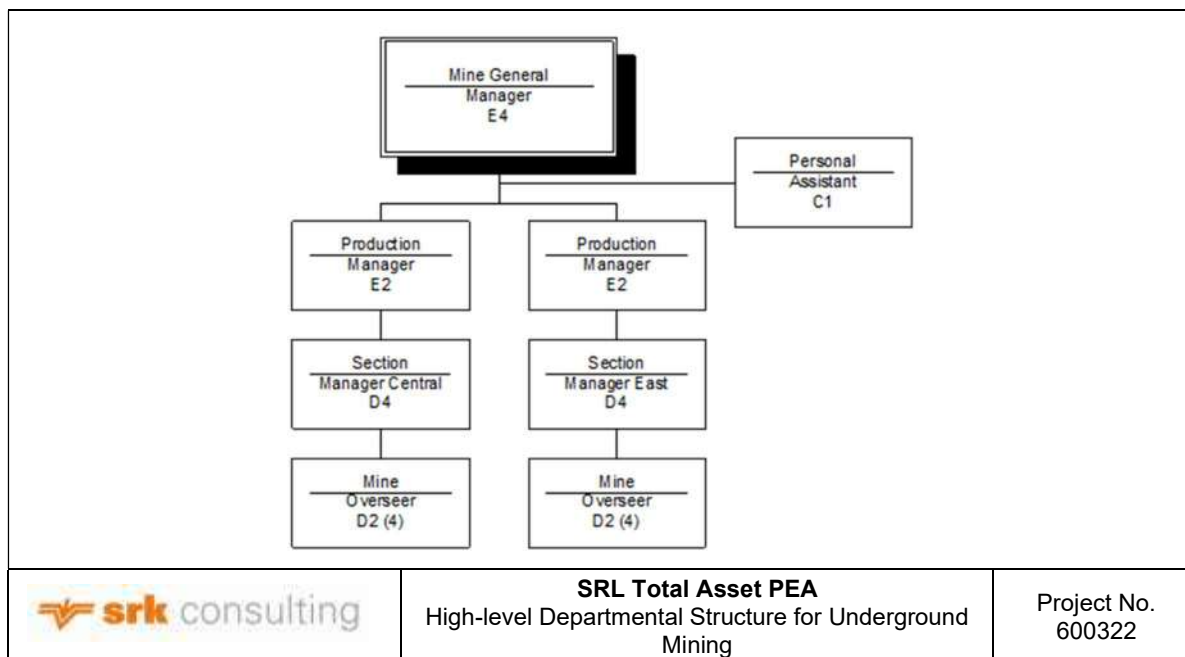 Mine General
Manager
E4
Personal
Assistant
C1
Production
Manager
E2
Production
Manager
E2
Section
Manager Central
D4
Section
Manager East
D4
Mine
Overseer
D2 (4)
Mine
Overseer
D2 (4)
srk consulting
SRL Total Asset PEA
High-level Departmental Structure for Underground
Mining
Project No.
600322